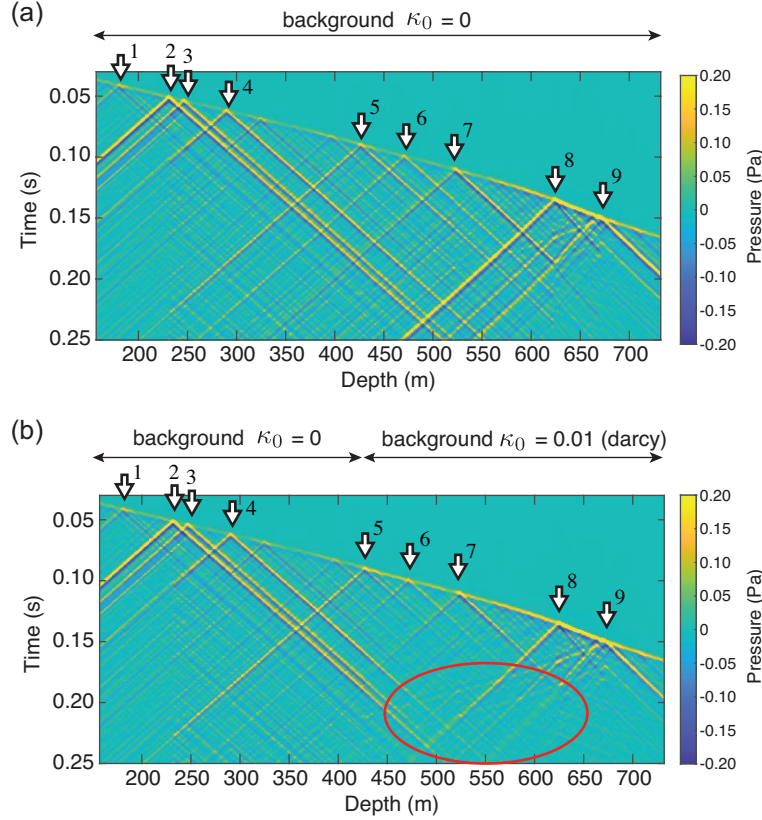 (a)
background κ0 = 0
1 2 3 4 5 6 7 8 9
0.05
0.10
0.15
0.20
0.25
Time (s)
200 250 300 350 400 450 500 550 600 650 700
Depth (m)
0.20
0.15
0.10
0.05
0
-0.05
-0.10
-0.15
-0.20
Pressure (Pa)
(b)
background κ0 = 0 background κ0 = 0.01 (darcy)
1 2 3 4 5 6 7 8 9
0.05
0.10
0.15
0.20
0.25
Time (s)
200 250 300 350 400 450 500 550 600 650 700
Depth (m)
0.20
0.15
0.10
0.05
0
-0.05
-0.10
-0.15
-0.20
Pressure (Pa)